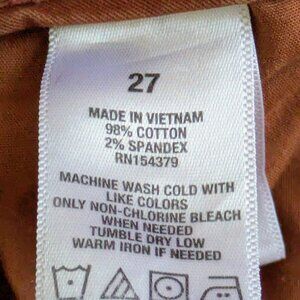 27
MADE IN VIETNAM
98% COTTON
2% SPANDEX
RN154379
MACHINE WASH COLD WITH
LIKE COLORS
ONLY NON-CHLORINE BLEACH
WHEN NEEDED
TUMBLE DRY LOW
WARM IRON IF NEEDED